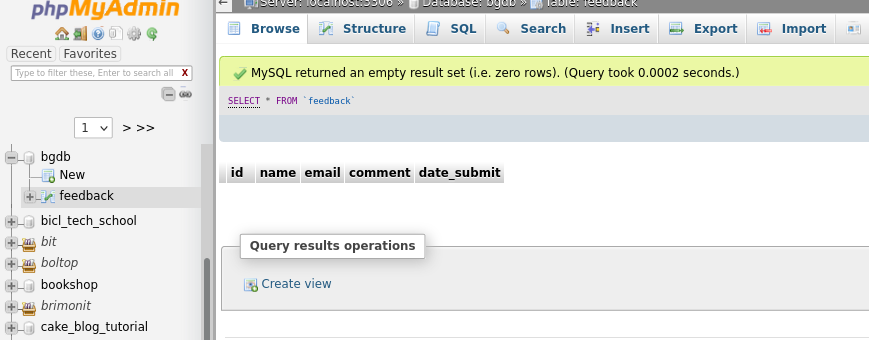 phpMyAdmin
Server: localhost:3306 » Database: bgdb » Table: feedback
Browse Structure SQL Search Insert Export Import
Recent Favorites
Type to filter these, Enter to search all X
MySQL returned an empty result set (i.e. zero rows). (Query took 0.0002 seconds.)
SELECT * FROM `feedback`
1 > >>
bgdb
New
feedback
bicl_tech_school
bit
boltop
bookshop
brimonit
cake_blog_tutorial
id name email comment date_submit
Query results operations
Create view